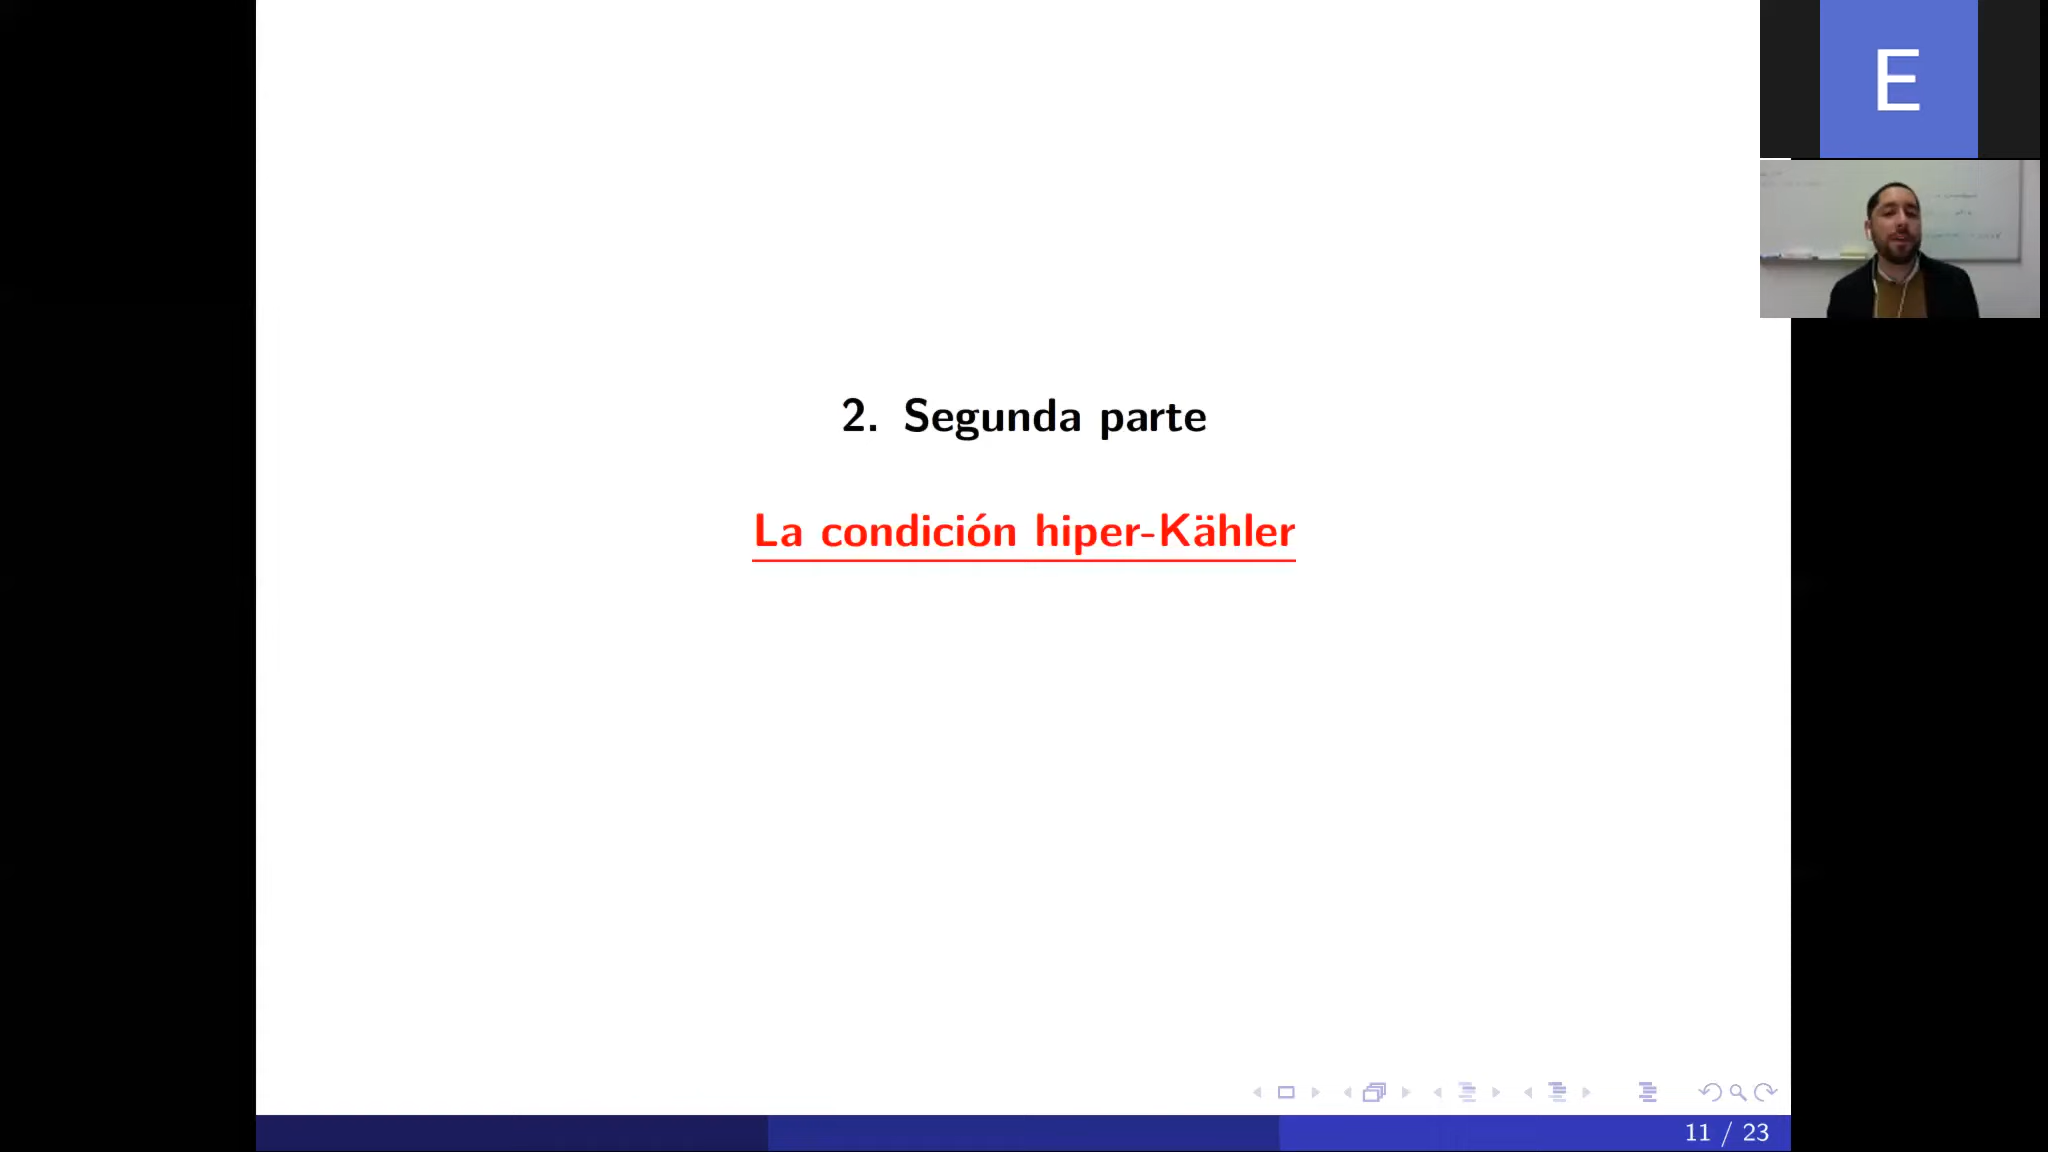 E
2. Segunda parte
La condición hiper-Kähler
11 / 23